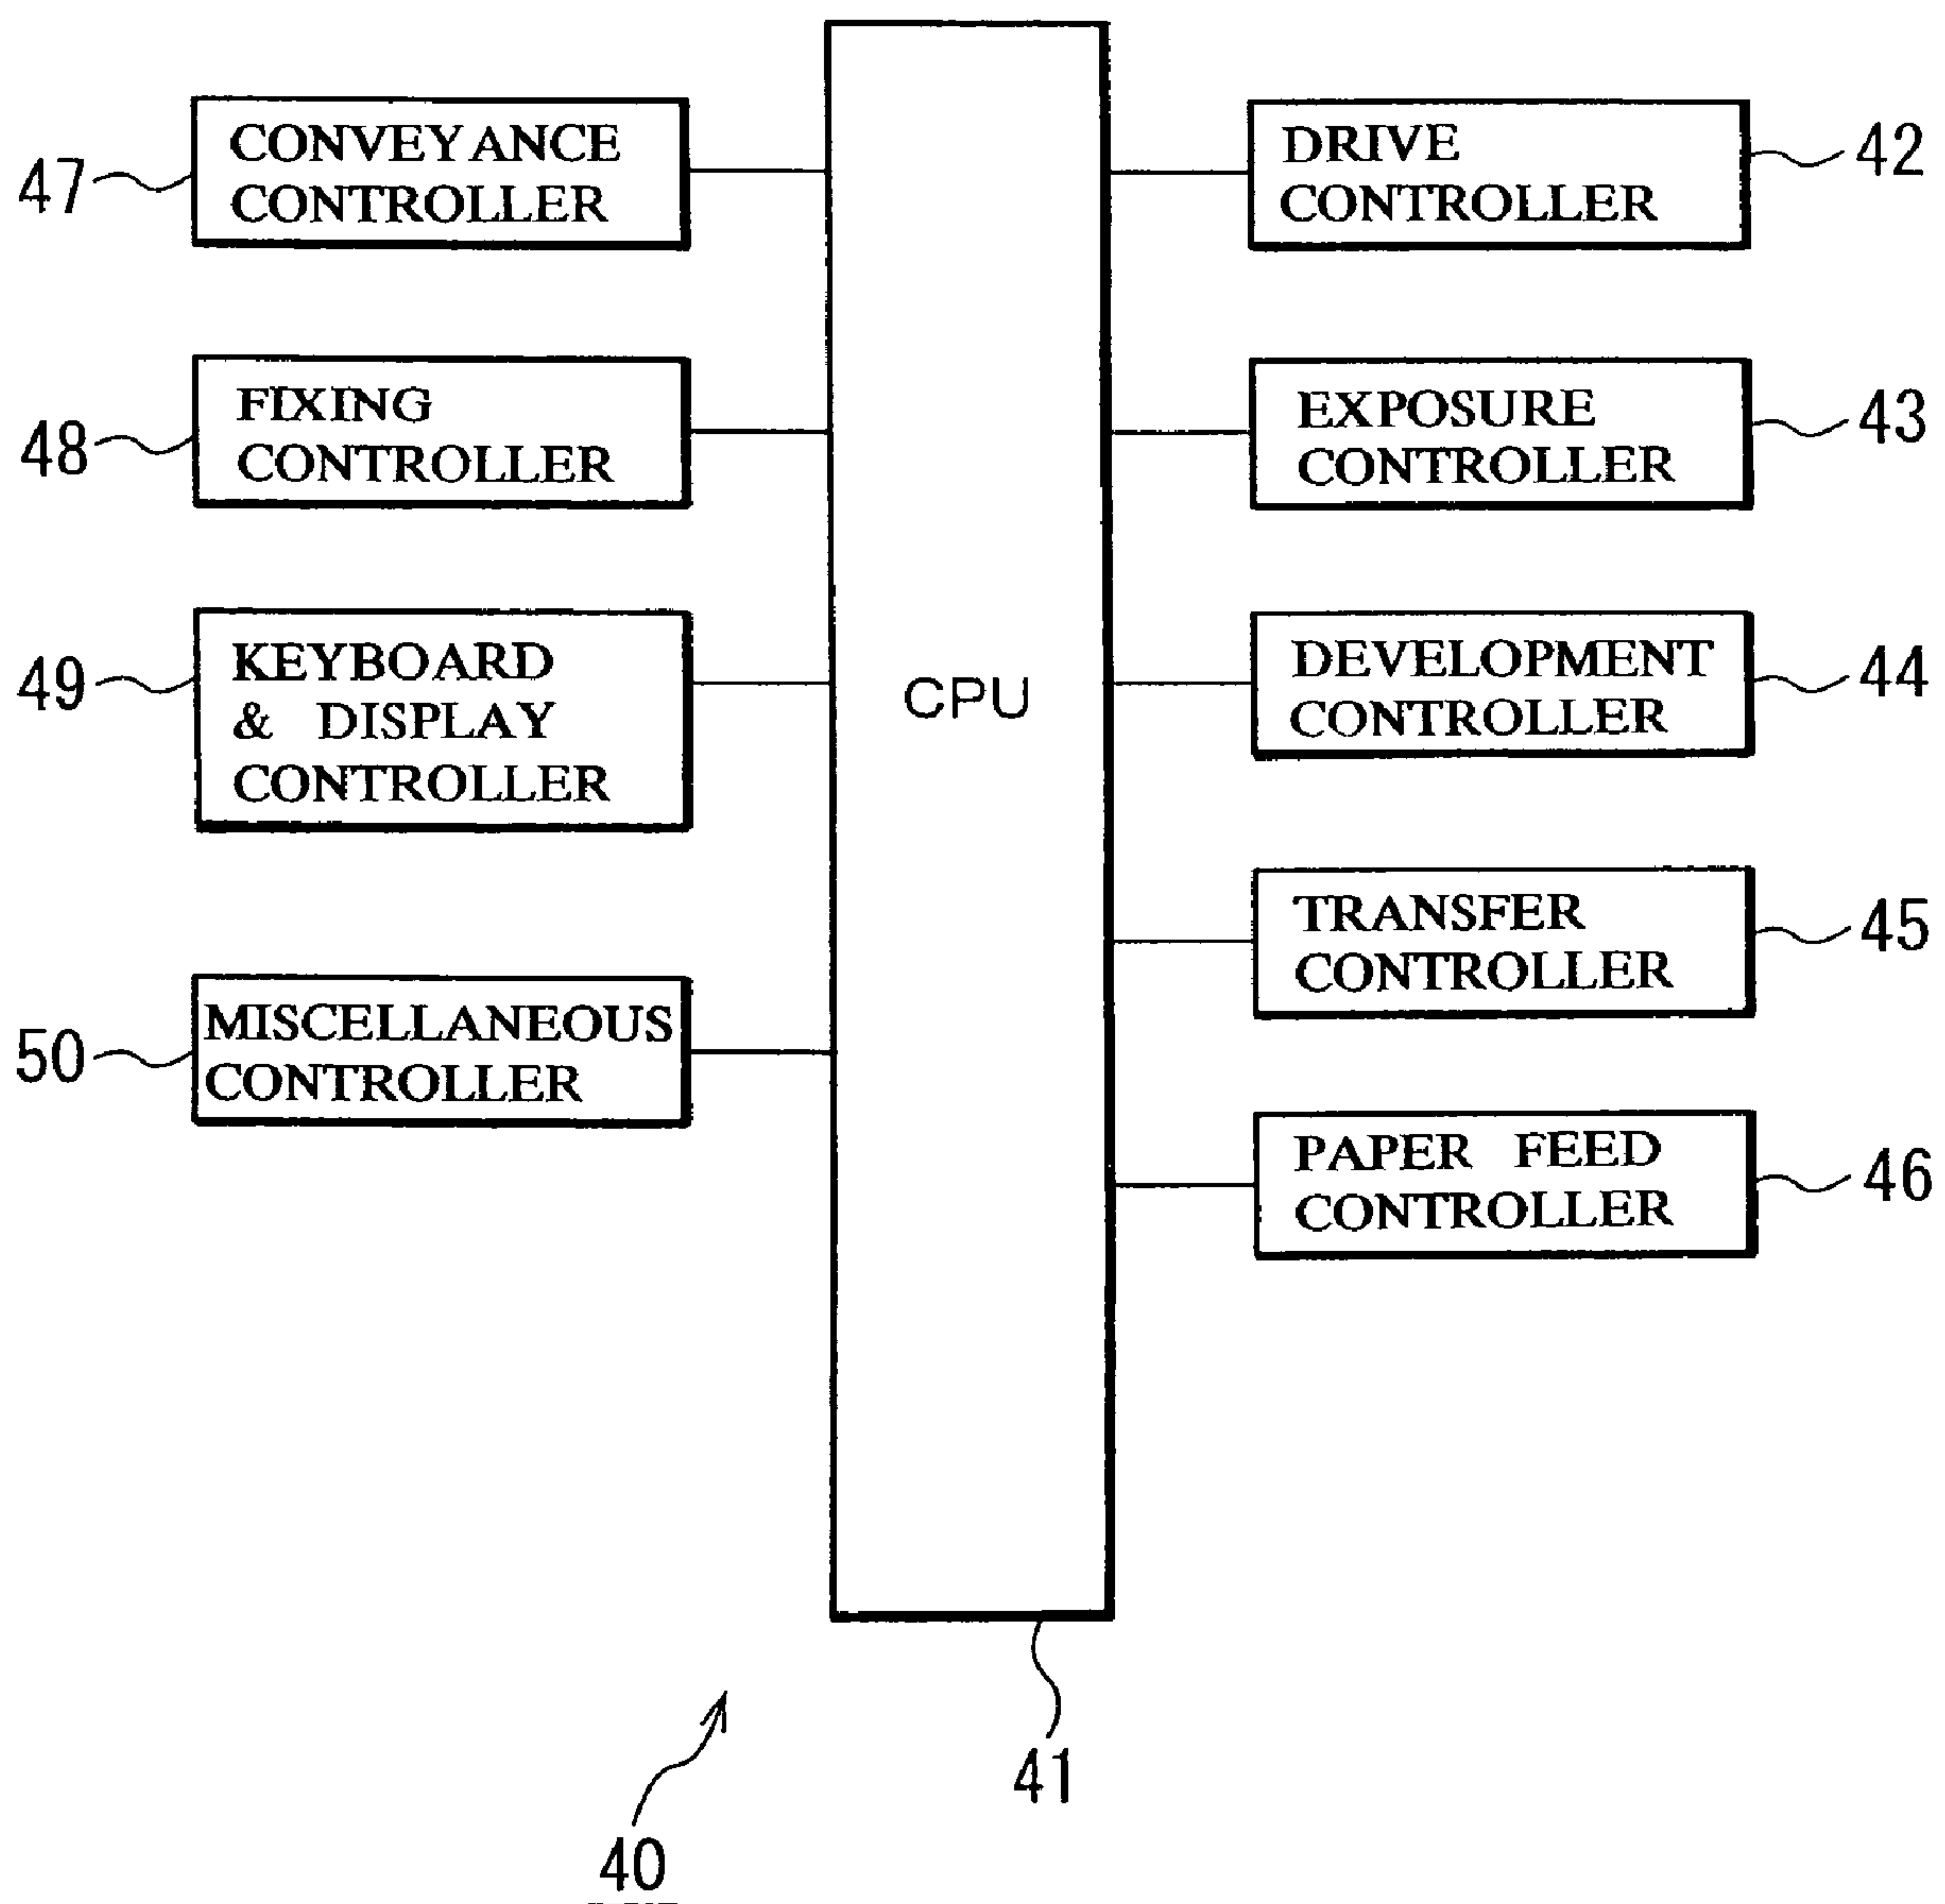 47
CONVEYANCE
CONTROLLER
48
FIXING
CONTROLLER
49
KEYBOARD
& DISPLAY
CONTROLLER
50
MISCELLANEOUS
CONTROLLER
CPU
41
DRIVE
CONTROLLER
42
EXPOSURE
CONTROLLER
43
DEVELOPMENT
CONTROLLER
44
TRANSFER
CONTROLLER
45
PAPER FEED
CONTROLLER
46
40